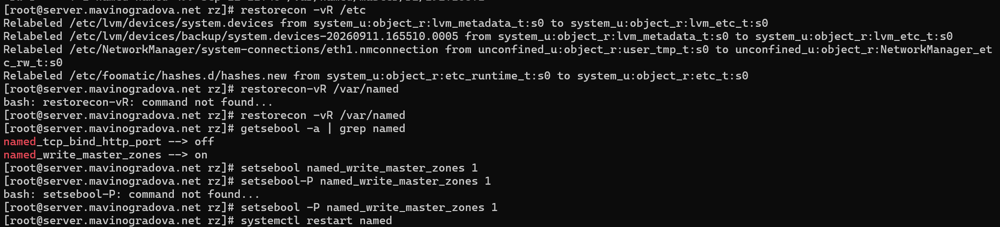 [root@server.mavinogradova.net rz]# restorecon -vR /etc
Relabeled /etc/lvm/devices/system.devices from system_u:object_r:lvm_metadata_t:s0 to system_u:object_r:lvm_etc_t:s0
Relabeled /etc/lvm/devices/backup/system.devices-20260911.165510.0005 from system_u:object_r:lvm_metadata_t:s0 to system_u:object_r:lvm_etc_t:s0
Relabeled /etc/NetworkManager/system-connections/eth1.nmconnection from unconfined_u:object_r:user_tmp_t:s0 to unconfined_u:object_r:NetworkManager_et
c_rw_t:s0
Relabeled /etc/foomatic/hashes.d/hashes.new from system_u:object_r:etc_runtime_t:s0 to system_u:object_r:etc_t:s0
[root@server.mavinogradova.net rz]# restorecon-vR /var/named
bash: restorecon-vR: command not found...
[root@server.mavinogradova.net rz]# restorecon -vR /var/named
[root@server.mavinogradova.net rz]# getsebool -a | grep named
named_tcp_bind_http_port --> off
named_write_master_zones --> on
[root@server.mavinogradova.net rz]# setsebool named_write_master_zones 1
[root@server.mavinogradova.net rz]# setsebool-P named_write_master_zones 1
bash: setsebool-P: command not found...
[root@server.mavinogradova.net rz]# setsebool -P named_write_master_zones 1
[root@server.mavinogradova.net rz]# systemctl restart named